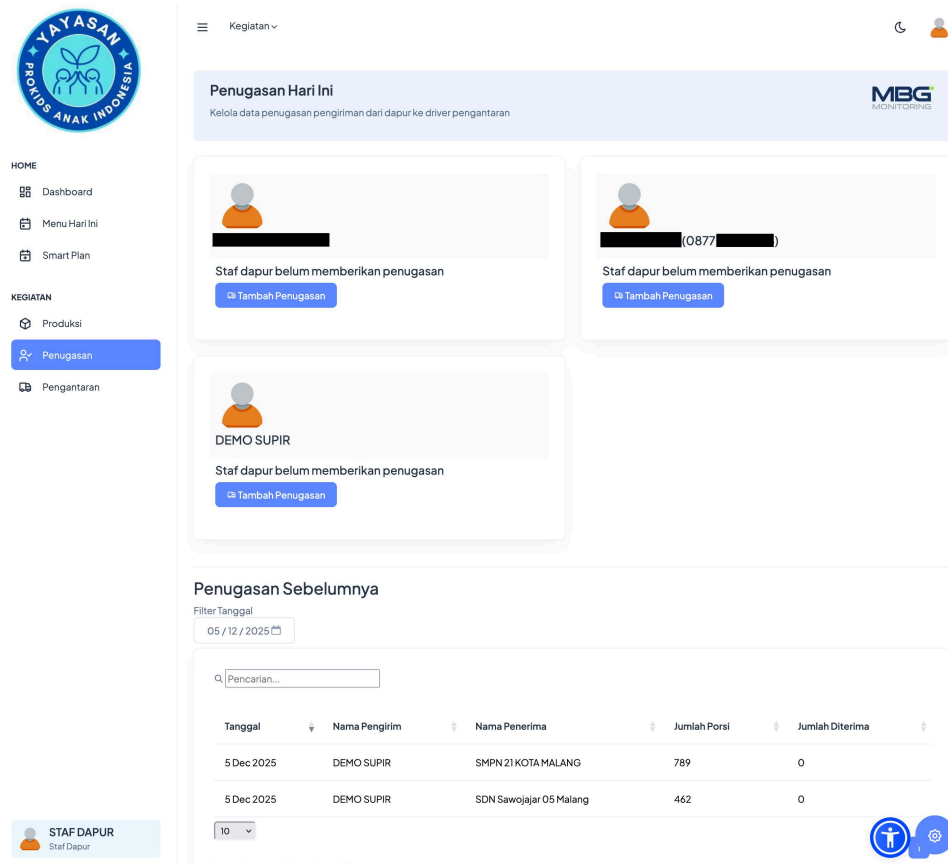 YAYASAN
PROKIDS ANAK INDONESIA
Kegiatan
Penugasan Hari Ini
Kelola data penugasan pengiriman dari dapur ke driver pengantaran
MBG
MONITORING
HOME
Dashboard
Menu Hari Ini
Smart Plan
KEGIATAN
Produksi
Penugasan
Pengantaran
(0877 )
Staf dapur belum memberikan penugasan
Tambah Penugasan
Staf dapur belum memberikan penugasan
Tambah Penugasan
DEMO SUPIR
Staf dapur belum memberikan penugasan
Tambah Penugasan
Penugasan Sebelumnya
Filter Tanggal
05 / 12 / 2025
Pencarian...
Tanggal Nama Pengirim Nama Penerima Jumlah Porsi Jumlah Diterima
5 Dec 2025 DEMO SUPIR SMPN 21 KOTA MALANG 789 0
5 Dec 2025 DEMO SUPIR SDN Sawojajar 05 Malang 462 0
10
1
STAF DAPUR
Staf Dapur